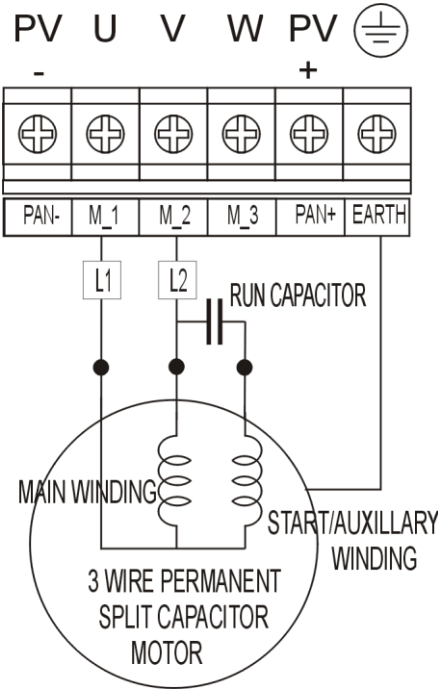 PV U V W PV
- +
PAN- M_1 M_2 M_3 PAN+ EARTH
L1 L2
RUN CAPACITOR
MAIN WINDING
START/AUXILLARY
WINDING
3 WIRE PERMANENT
SPLIT CAPACITOR
MOTOR